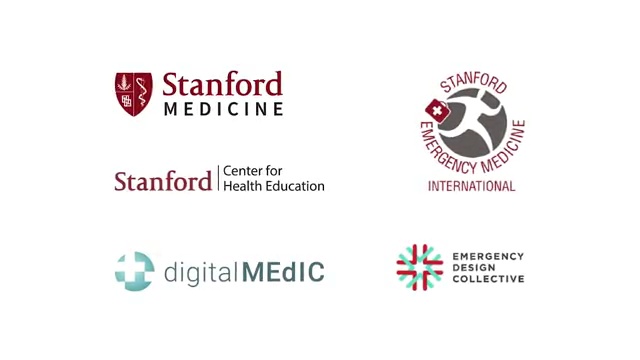 Stanford
MEDICINE
STANFORD
EMERGENCY MEDICINE
INTERNATIONAL
Stanford
Center for
Health Education
digitalMEdIC
EMERGENCY
DESIGN
COLLECTIVE